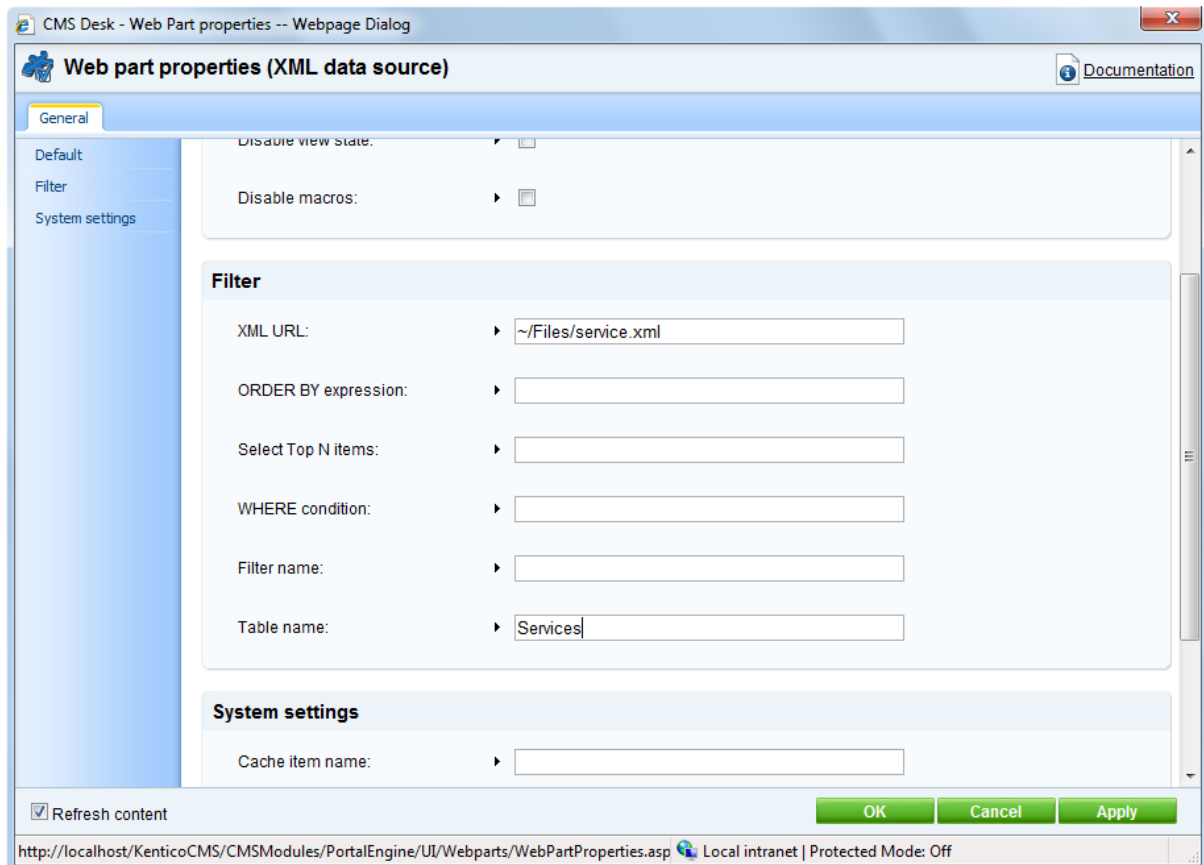 CMS Desk - Web Part properties -- Webpage Dialog
x
Web part properties (XML data source)
Documentation
General
Default
Filter
System settings
Disable view state:
Disable macros:
Filter
XML URL:
~/Files/service.xml
ORDER BY expression:
Select Top N items:
WHERE condition:
Filter name:
Table name:
Services
System settings
Cache item name:
Refresh content
OK
Cancel
Apply
http://localhost/KenticoCMS/CMSModules/PortalEngine/UI/Webparts/WebPartProperties.asp
Local intranet | Protected Mode: Off